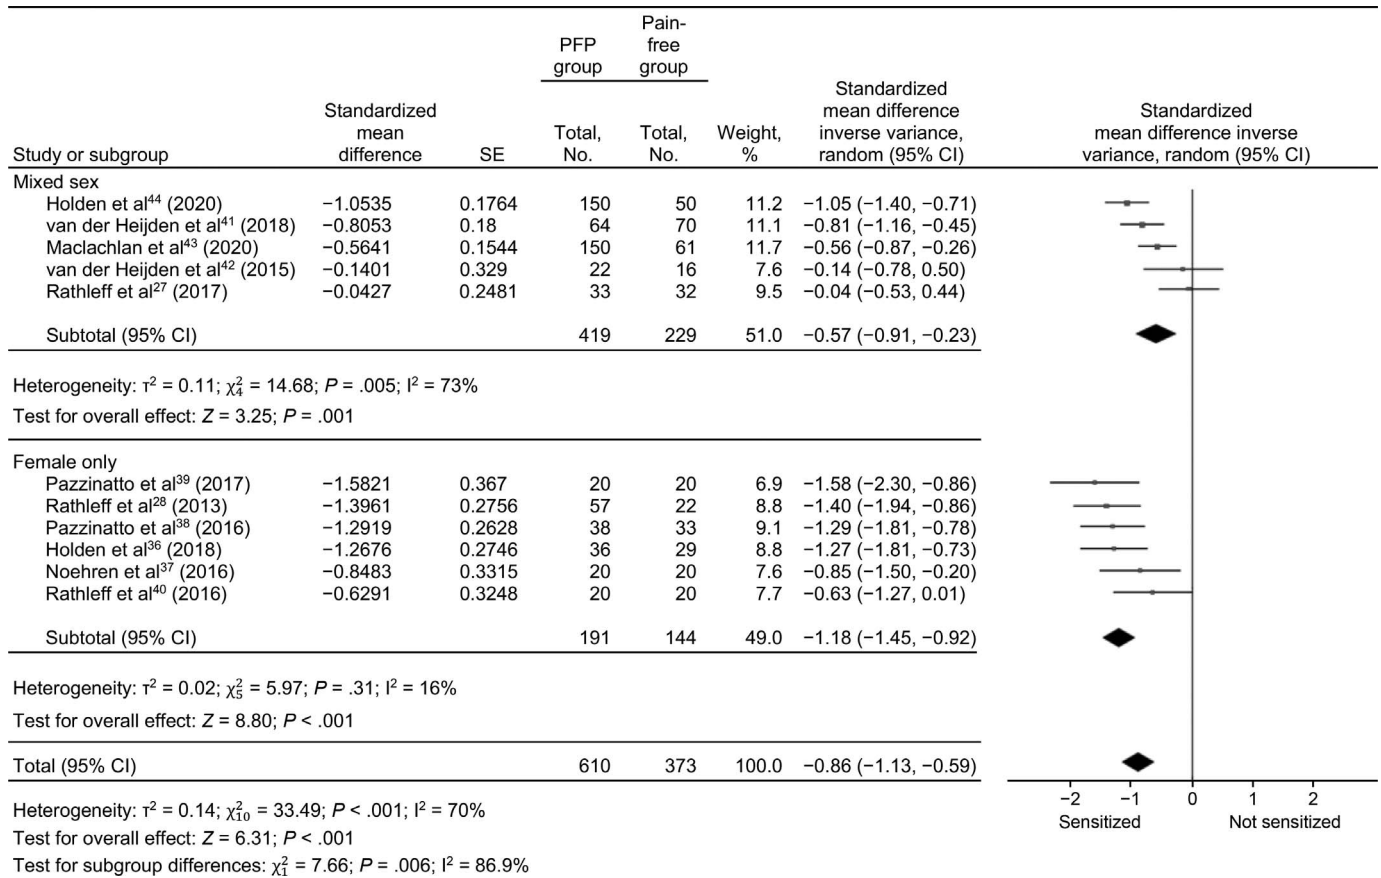 PFP group
Pain-free group
Study or subgroup
Standardized mean difference
SE
Total, No.
Total, No.
Weight, %
Standardized mean difference inverse variance, random (95% CI)
Standardized mean difference inverse variance, random (95% CI)
Mixed sex
Holden et al44 (2020) −1.0535 0.1764 150 50 11.2 −1.05 (−1.40, −0.71)
van der Heijden et al41 (2018) −0.8053 0.18 64 70 11.1 −0.81 (−1.16, −0.45)
Maclachlan et al43 (2020) −0.5641 0.1544 150 61 11.7 −0.56 (−0.87, −0.26)
van der Heijden et al42 (2015) −0.1401 0.329 22 16 7.6 −0.14 (−0.78, 0.50)
Rathleff et al27 (2017) −0.0427 0.2481 33 32 9.5 −0.04 (−0.53, 0.44)
Subtotal (95% CI) 419 229 51.0 −0.57 (−0.91, −0.23)
Heterogeneity: τ² = 0.11; χ²₄ = 14.68; P = .005; I² = 73%
Test for overall effect: Z = 3.25; P = .001
Female only
Pazzinatto et al39 (2017) −1.5821 0.367 20 20 6.9 −1.58 (−2.30, −0.86)
Rathleff et al28 (2013) −1.3961 0.2756 57 22 8.8 −1.40 (−1.94, −0.86)
Pazzinatto et al38 (2016) −1.2919 0.2628 38 33 9.1 −1.29 (−1.81, −0.78)
Holden et al36 (2018) −1.2676 0.2746 36 29 8.8 −1.27 (−1.81, −0.73)
Noehren et al37 (2016) −0.8483 0.3315 20 20 7.6 −0.85 (−1.50, −0.20)
Rathleff et al40 (2016) −0.6291 0.3248 20 20 7.7 −0.63 (−1.27, 0.01)
Subtotal (95% CI) 191 144 49.0 −1.18 (−1.45, −0.92)
Heterogeneity: τ² = 0.02; χ²₅ = 5.97; P = .31; I² = 16%
Test for overall effect: Z = 8.80; P < .001
Total (95% CI) 610 373 100.0 −0.86 (−1.13, −0.59)
Heterogeneity: τ² = 0.14; χ²₁₀ = 33.49; P < .001; I² = 70%
Test for overall effect: Z = 6.31; P < .001
Test for subgroup differences: χ²₁ = 7.66; P = .006; I² = 86.9%
−2 −1 0 1 2
Sensitized Not sensitized